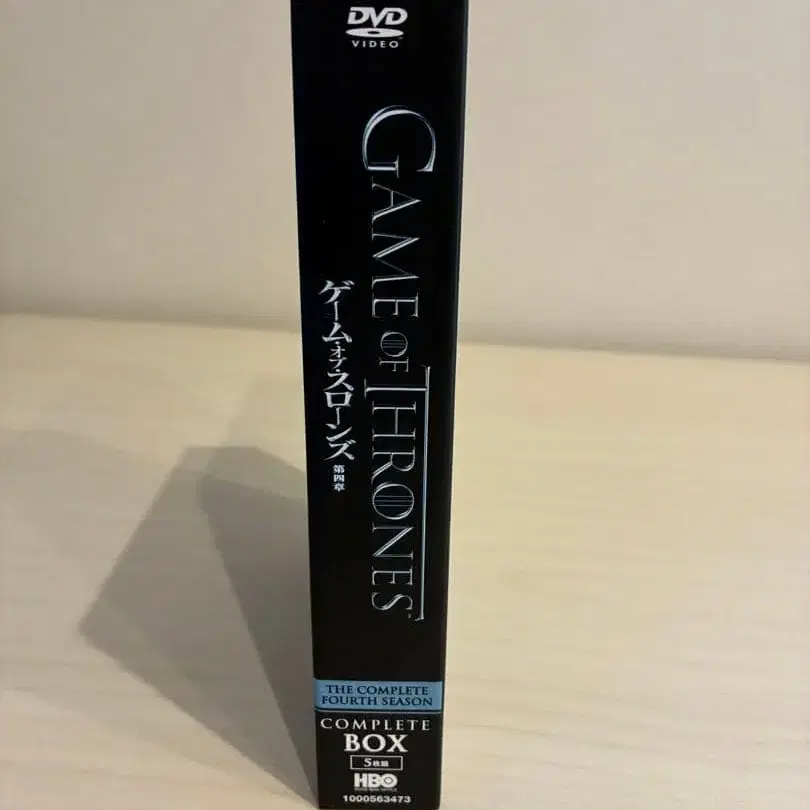 DVD
VIDEO
GAME OF THRONES
ゲーム・オブ・スローンズ
第四章
THE COMPLETE
FOURTH SEASON
COMPLETE
BOX
5枚組
HBO
1000563473